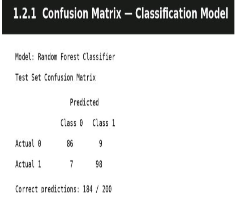 1.2.1 Confusion Matrix — Classification Model
Model: Random Forest Classifier
Test Set Confusion Matrix
Predicted
Class 0 Class 1
Actual 0 86 9
Actual 1 7 98
Correct predictions: 184 / 200